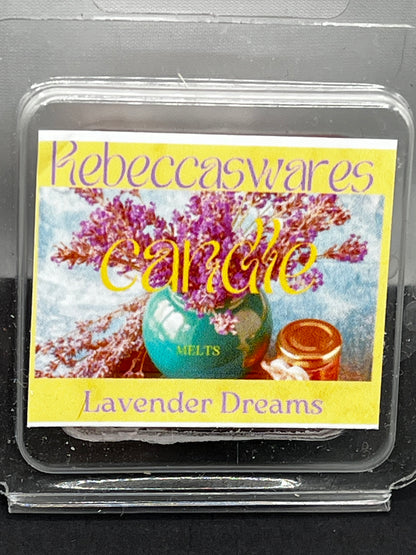 Rebeccaswares
candle
MELTS
Lavender Dreams